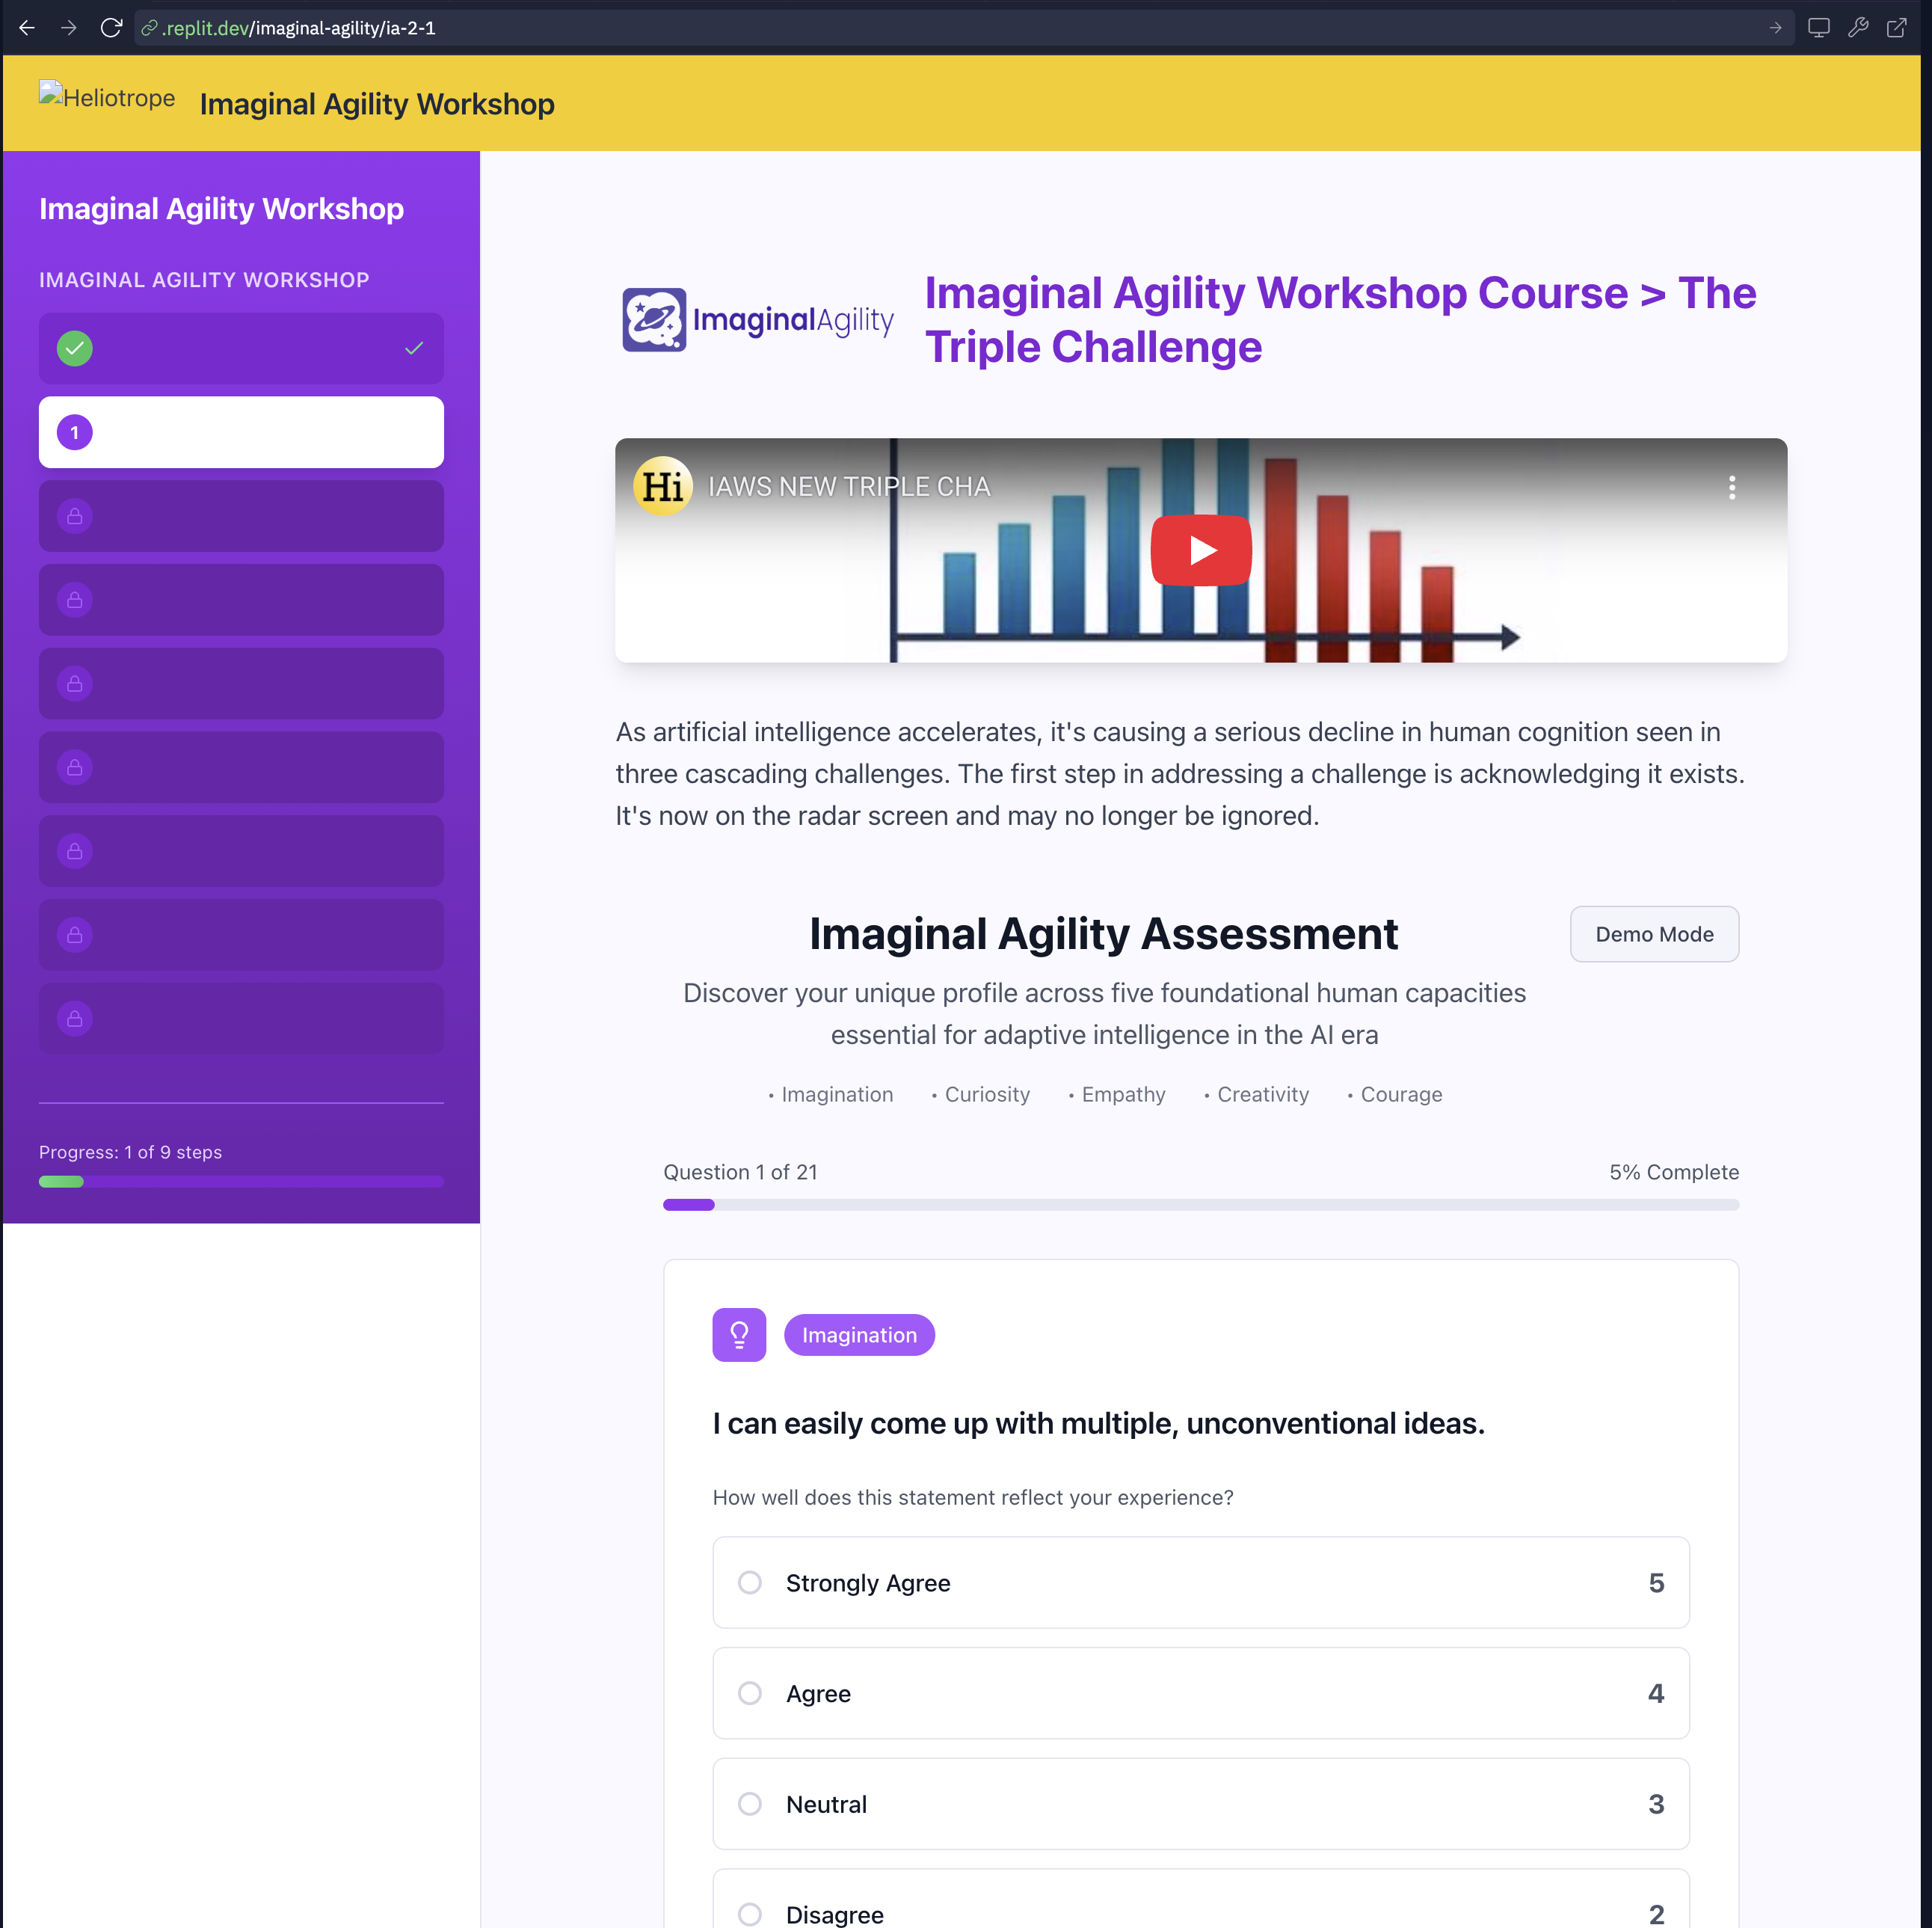 .replit.dev/imaginal-agility/ia-2-1
Heliotrope
Imaginal Agility Workshop
Imaginal Agility Workshop
IMAGINAL AGILITY WORKSHOP
1
Progress: 1 of 9 steps
ImaginalAgility
Imaginal Agility Workshop Course > The
Triple Challenge
Hi
IAWS NEW TRIPLE CHA
As artificial intelligence accelerates, it's causing a serious decline in human cognition seen in
three cascading challenges. The first step in addressing a challenge is acknowledging it exists.
It's now on the radar screen and may no longer be ignored.
Imaginal Agility Assessment
Demo Mode
Discover your unique profile across five foundational human capacities
essential for adaptive intelligence in the AI era
• Imagination • Curiosity • Empathy • Creativity • Courage
Question 1 of 21 5% Complete
Imagination
I can easily come up with multiple, unconventional ideas.
How well does this statement reflect your experience?
Strongly Agree 5
Agree 4
Neutral 3
Disagree 2